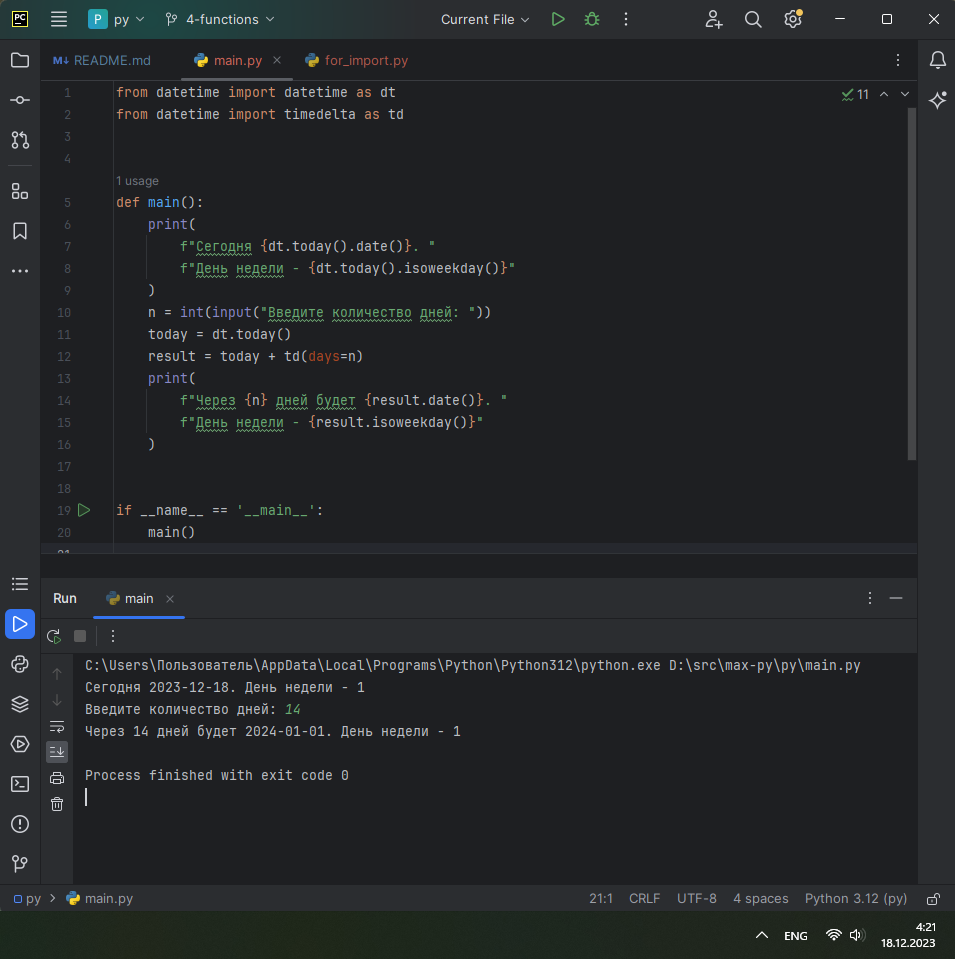 PC P py 4-functions Current File
README.md main.py for_import.py
1 from datetime import datetime as dt 11
2 from datetime import timedelta as td
3
4
1 usage
5 def main():
6 print(
7 f"Сегодня {dt.today().date()}. "
8 f"День недели - {dt.today().isoweekday()}"
9 )
10 n = int(input("Введите количество дней: "))
11 today = dt.today()
12 result = today + td(days=n)
13 print(
14 f"Через {n} дней будет {result.date()}. "
15 f"День недели - {result.isoweekday()}"
16 )
17
18
19 if __name__ == '__main__':
20 main()
21
Run main
C:\Users\Пользователь\AppData\Local\Programs\Python\Python312\python.exe D:\src\max-py\py\main.py
Сегодня 2023-12-18. День недели - 1
Введите количество дней: 14
Через 14 дней будет 2024-01-01. День недели - 1
Process finished with exit code 0
py main.py 21:1 CRLF UTF-8 4 spaces Python 3.12 (py)
ENG 4:21
18.12.2023